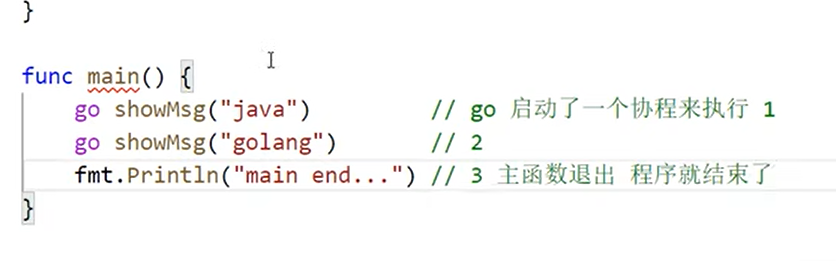 }
func main() {
    go showMsg("java")         // go 启动了一个协程来执行 1
    go showMsg("golang")       // 2
    fmt.Println("main end...") // 3 主函数退出 程序就结束了
}